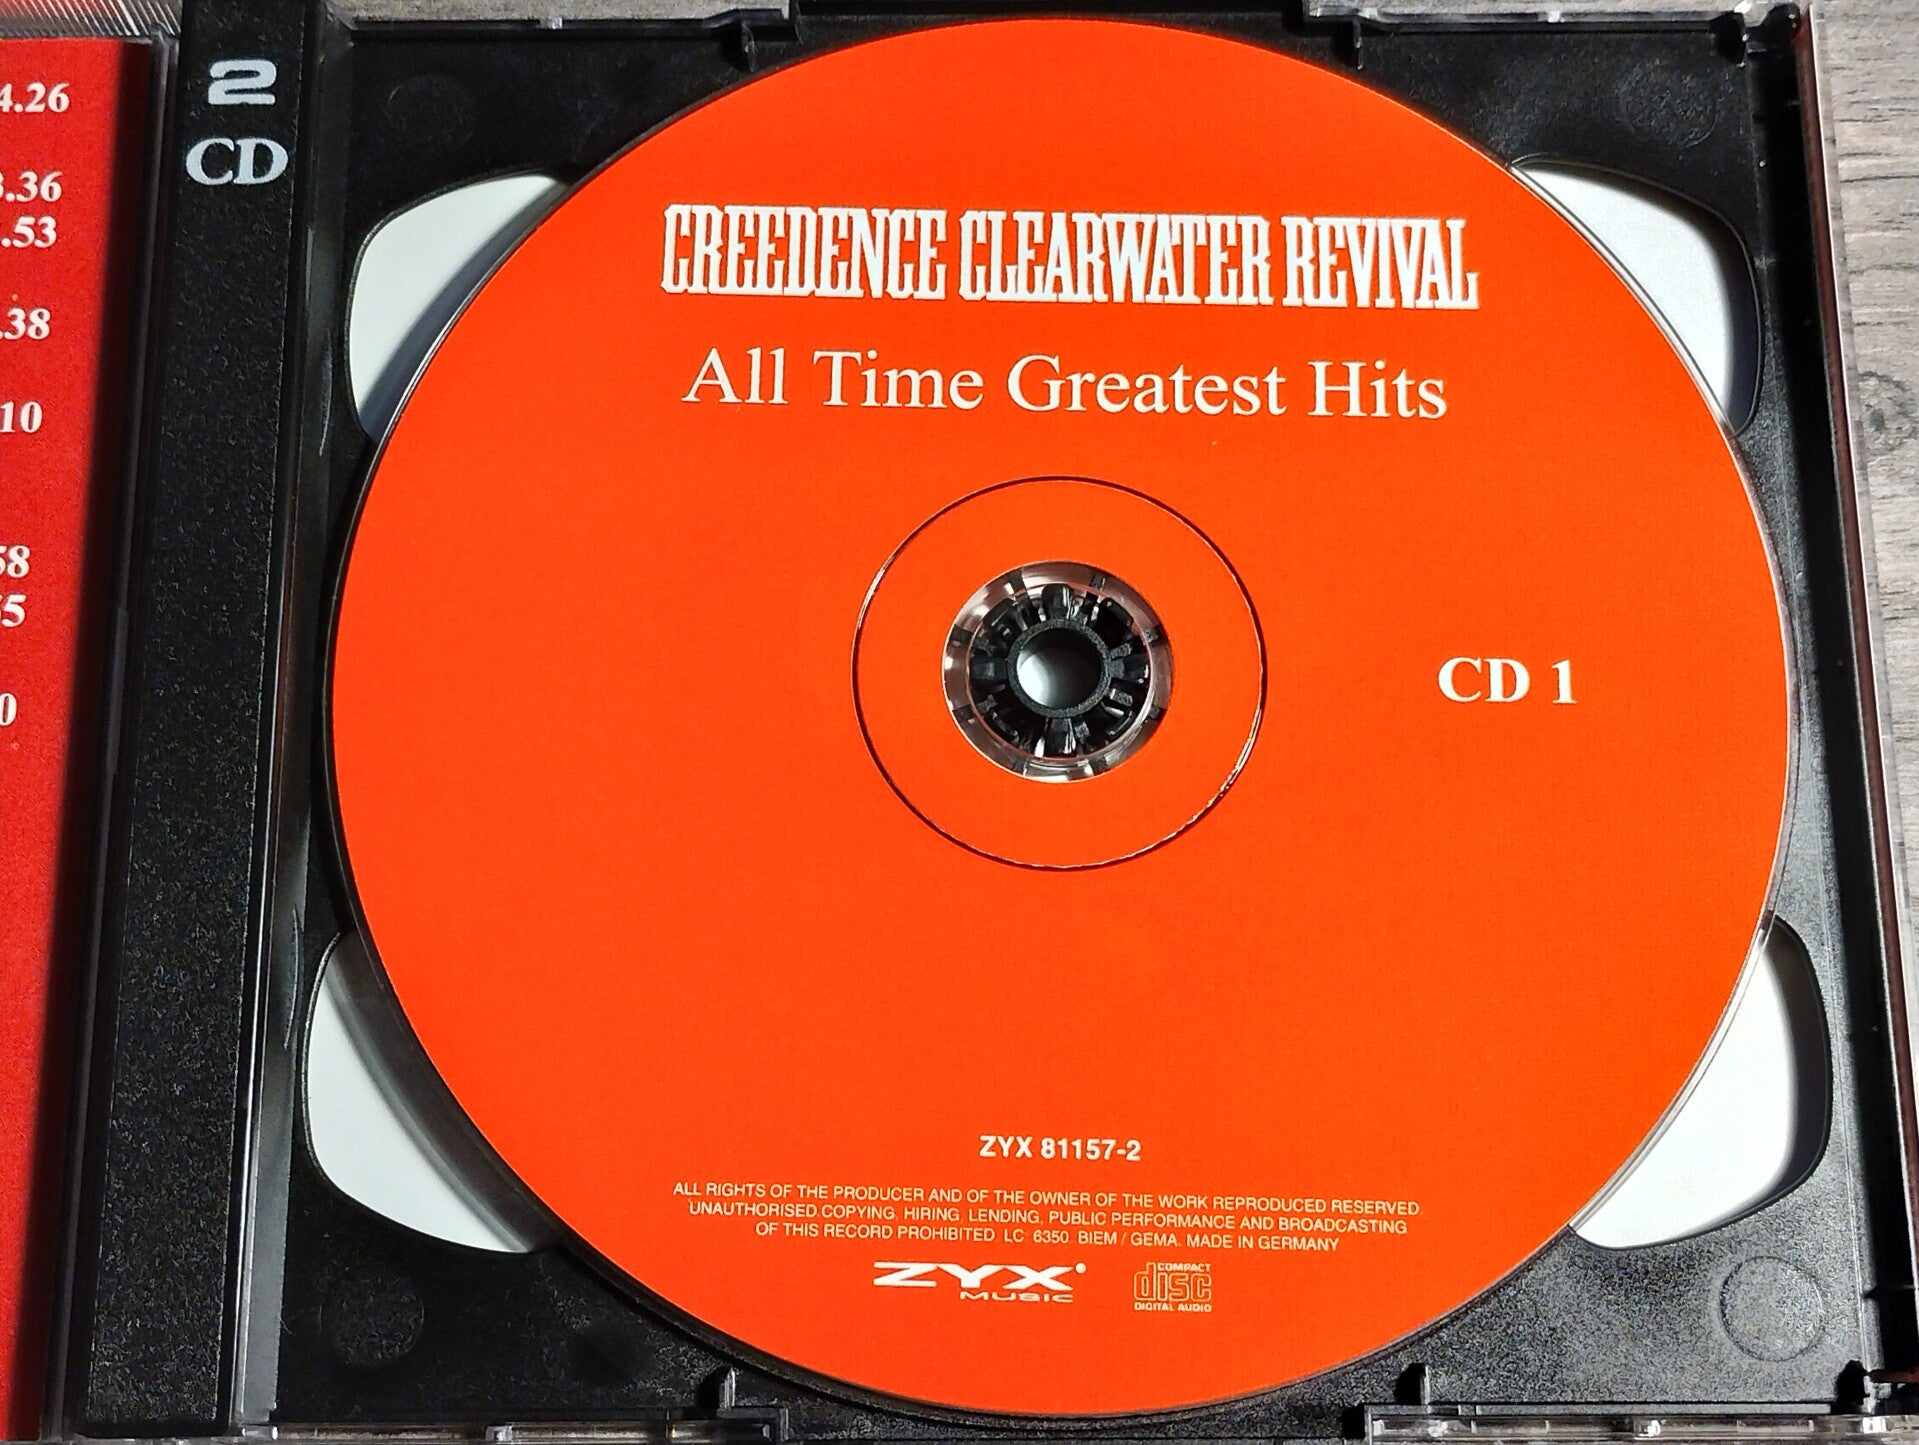 4.26
3.36
.53
.38
10
58
55
0
2
CD
CREEDENCE CLEARWATER REVIVAL
All Time Greatest Hits
CD 1
ZYX 81157-2
ALL RIGHTS OF THE PRODUCER AND OF THE OWNER OF THE WORK REPRODUCED RESERVED.
UNAUTHORISED COPYING, HIRING, LENDING, PUBLIC PERFORMANCE AND BROADCASTING
OF THIS RECORD PROHIBITED. LC 6350. BIEM / GEMA. MADE IN GERMANY
ZYX®
MUSIC
COMPACT
disc
DIGITAL AUDIO